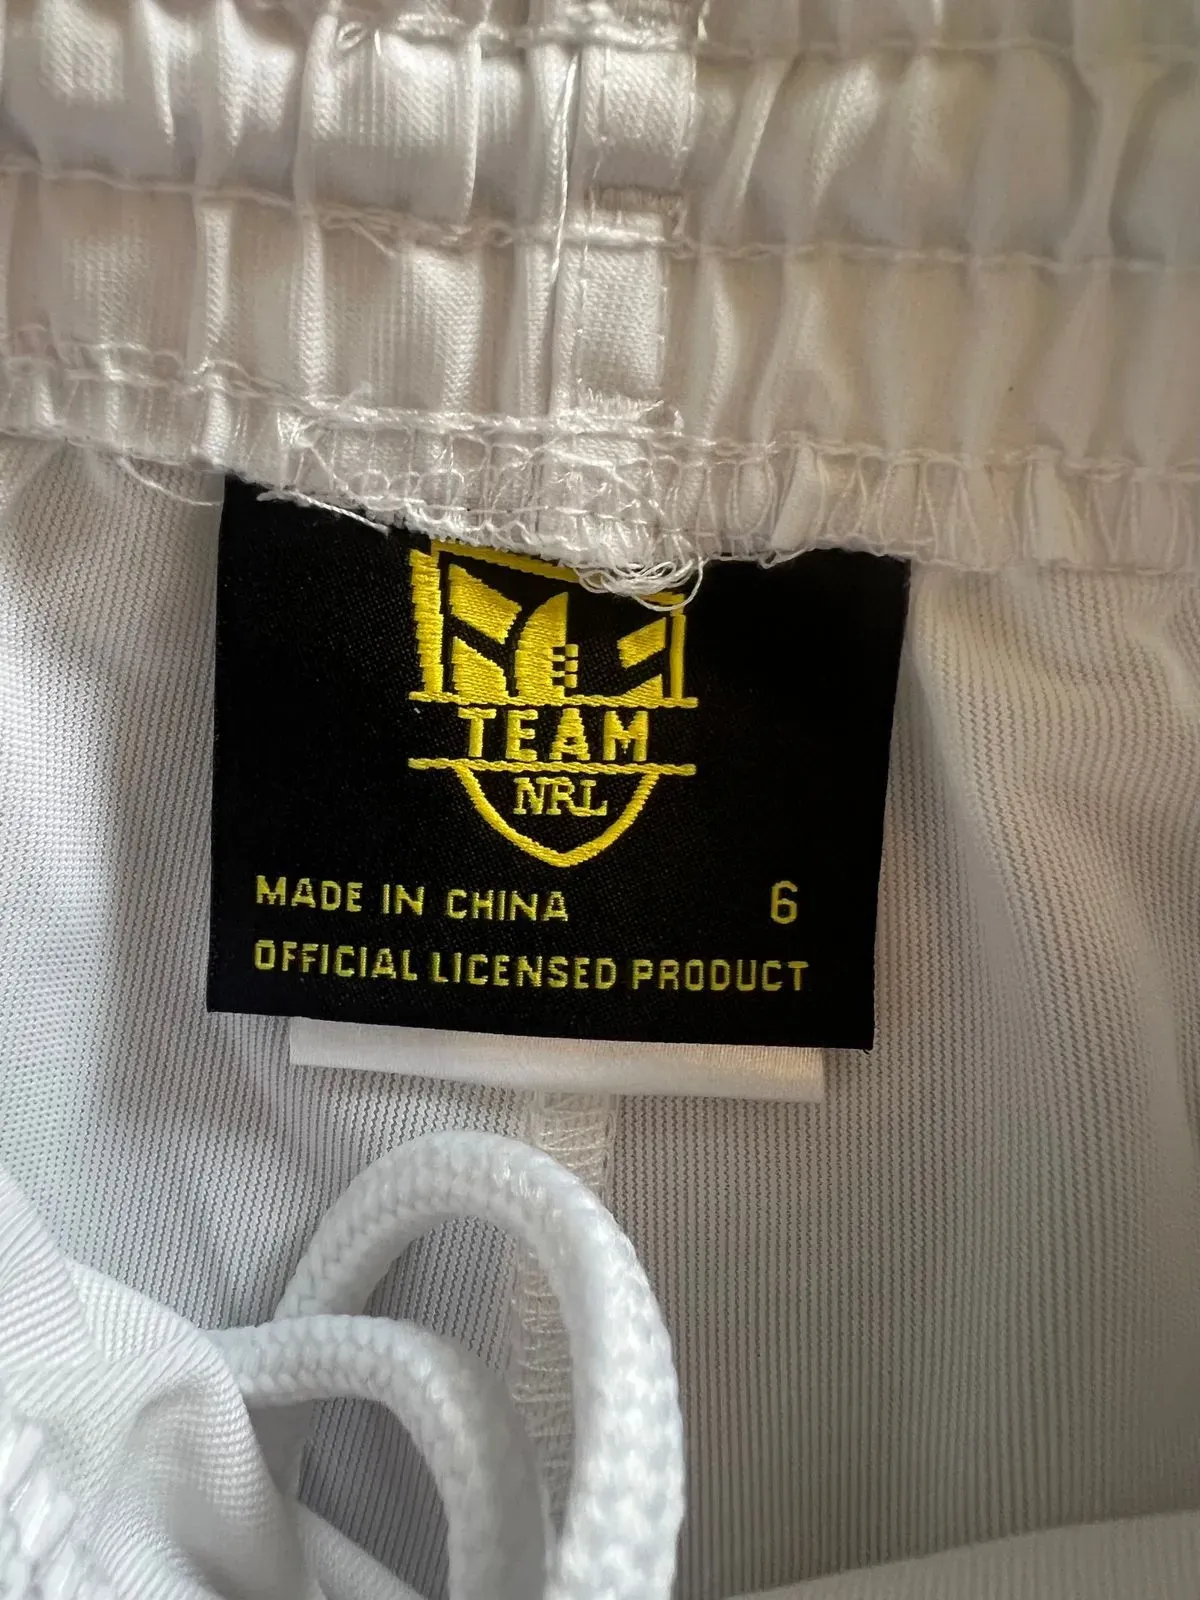 TEAM
NRL
MADE IN CHINA 6
OFFICIAL LICENSED PRODUCT